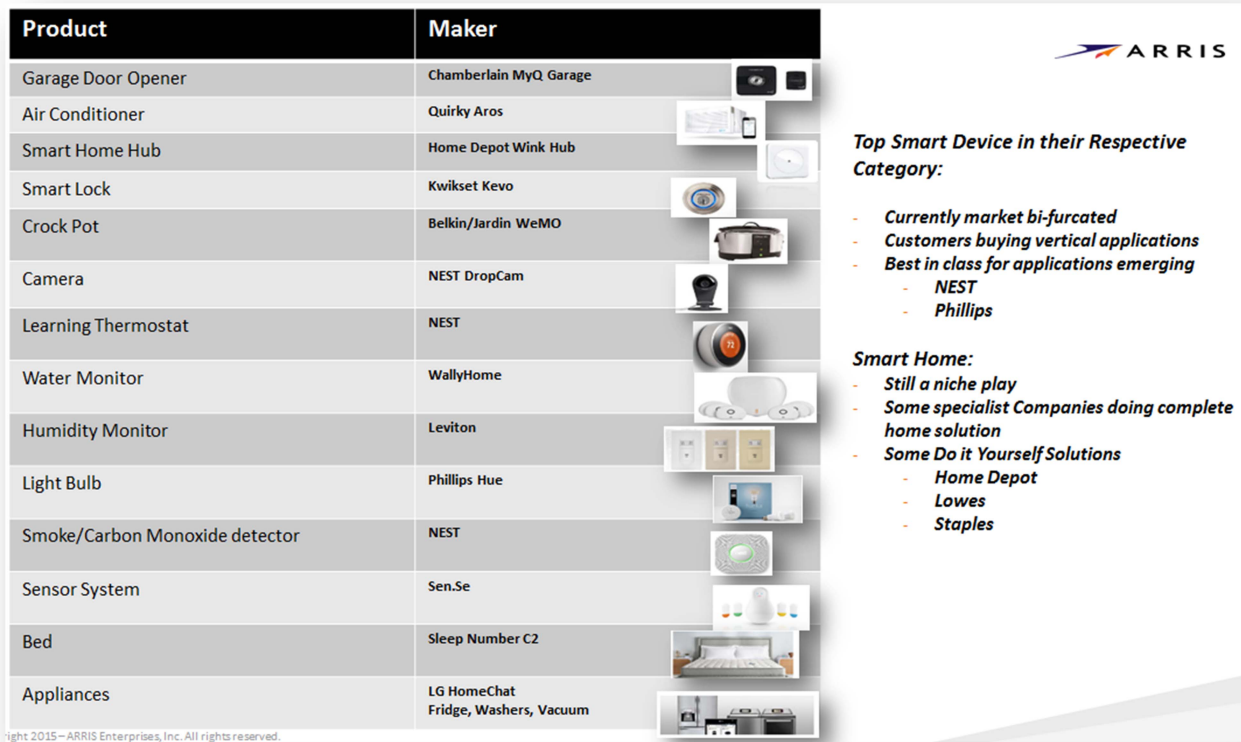 Product Maker
ARRIS
Garage Door Opener Chamberlain MyQ Garage
Air Conditioner Quirky Aros
Smart Home Hub Home Depot Wink Hub
Smart Lock Kwikset Kevo
Crock Pot Belkin/Jardin WeMO
Camera NEST DropCam
Learning Thermostat NEST
72
Water Monitor WallyHome
Humidity Monitor Leviton
Light Bulb Phillips Hue
Smoke/Carbon Monoxide detector NEST
Sensor System Sen.Se
Bed Sleep Number C2
Appliances LG HomeChat
Fridge, Washers, Vacuum
Top Smart Device in their Respective
Category:
- Currently market bi-furcated
- Customers buying vertical applications
- Best in class for applications emerging
- NEST
- Phillips
Smart Home:
- Still a niche play
- Some specialist Companies doing complete
home solution
- Some Do it Yourself Solutions
- Home Depot
- Lowes
- Staples
right 2015– ARRIS Enterprises, Inc. All rights reserved.